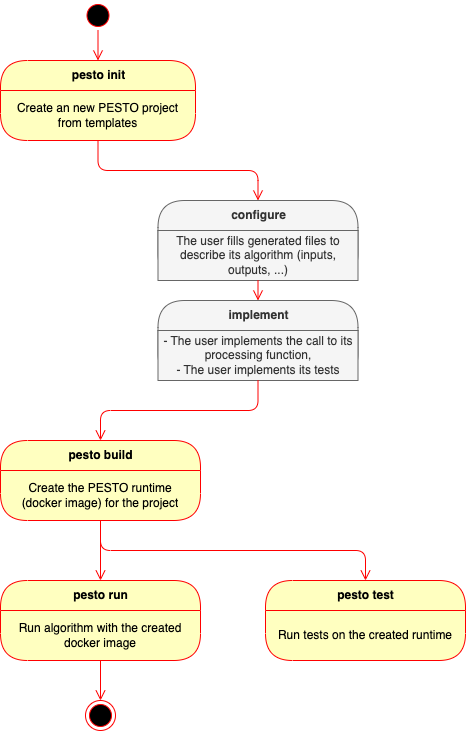 pesto init
Create an new PESTO project
from templates
configure
The user fills generated files to
describe its algorithm (inputs,
outputs, ...)
implement
- The user implements the call to its
processing function,
- The user implements its tests
pesto build
Create the PESTO runtime
(docker image) for the project
pesto run
Run algorithm with the created
docker image
pesto test
Run tests on the created runtime